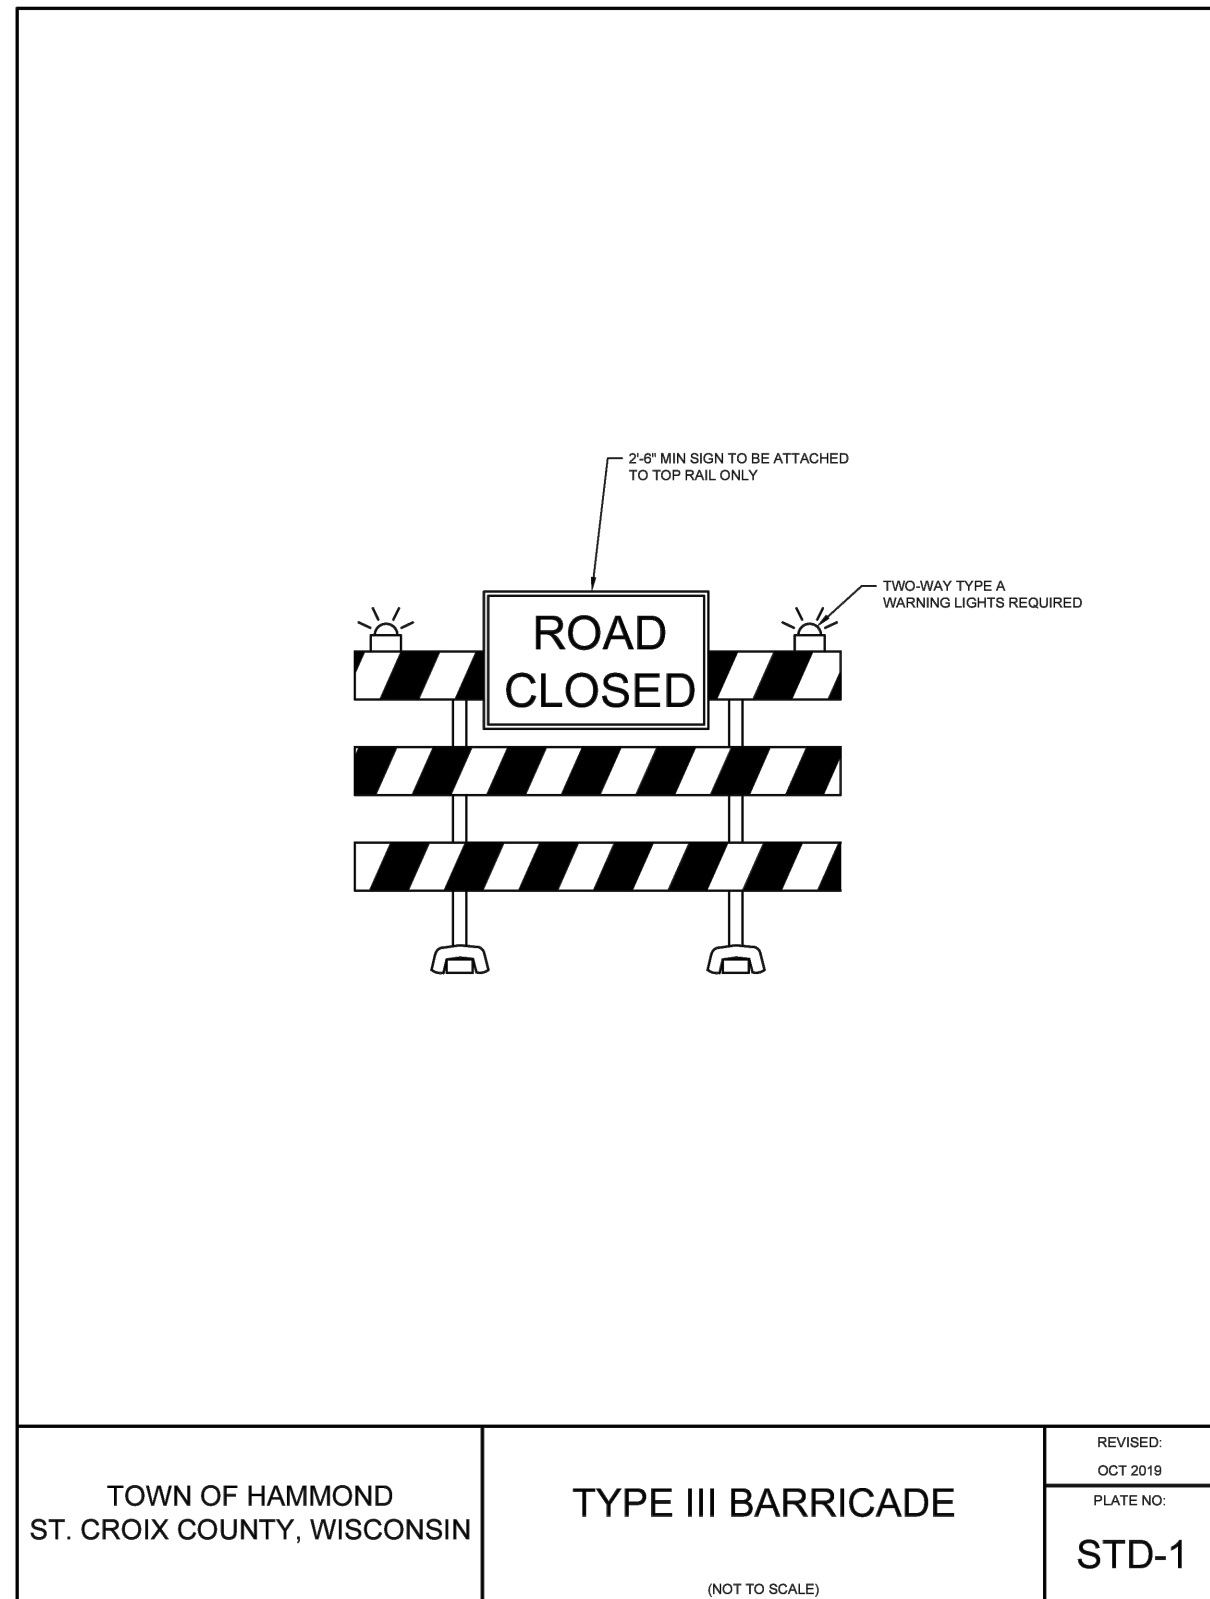 2'-6" MIN SIGN TO BE ATTACHED
TO TOP RAIL ONLY
TWO-WAY TYPE A
WARNING LIGHTS REQUIRED
ROAD
CLOSED
TOWN OF HAMMOND
ST. CROIX COUNTY, WISCONSIN
TYPE III BARRICADE
(NOT TO SCALE)
REVISED:
OCT 2019
PLATE NO:
STD-1